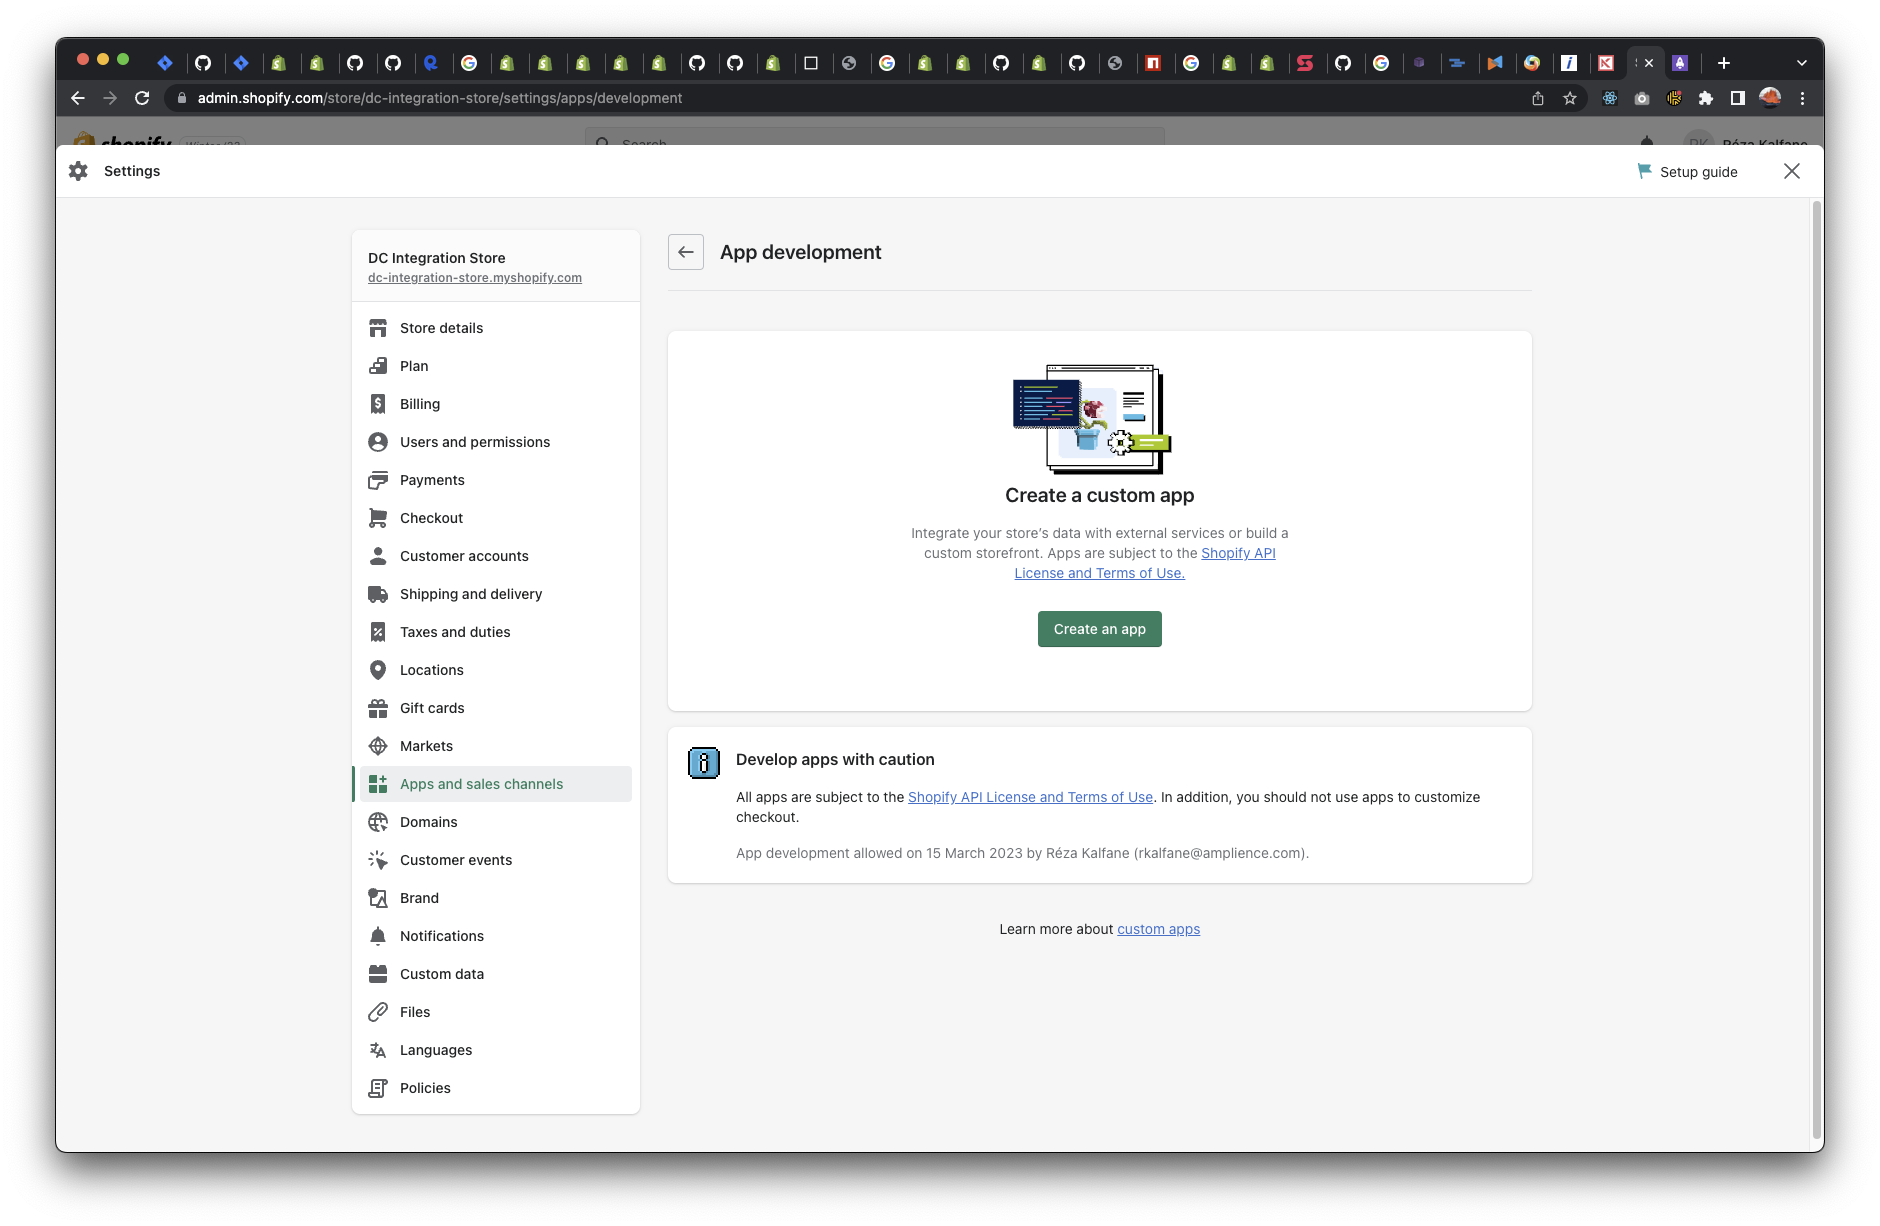 admin.shopify.com/store/dc-integration-store/settings/apps/development
shopify
Search
RK
Réza Kalfane
Settings
Setup guide
DC Integration Store
dc-integration-store.myshopify.com
Store details
Plan
Billing
Users and permissions
Payments
Checkout
Customer accounts
Shipping and delivery
Taxes and duties
Locations
Gift cards
Markets
Apps and sales channels
Domains
Customer events
Brand
Notifications
Custom data
Files
Languages
Policies
App development
Create a custom app
Integrate your store’s data with external services or build a
custom storefront. Apps are subject to the Shopify API
License and Terms of Use.
Create an app
Develop apps with caution
All apps are subject to the Shopify API License and Terms of Use. In addition, you should not use apps to customize
checkout.
App development allowed on 15 March 2023 by Réza Kalfane (rkalfane@amplience.com).
Learn more about custom apps